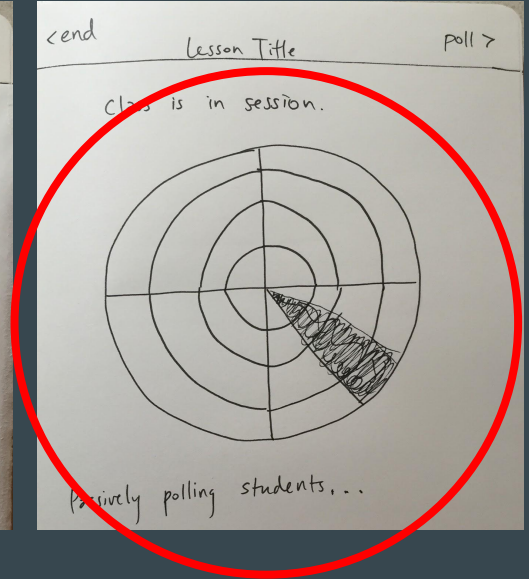 <end
Lesson Title
poll >
Class is in session.
Passively polling students...